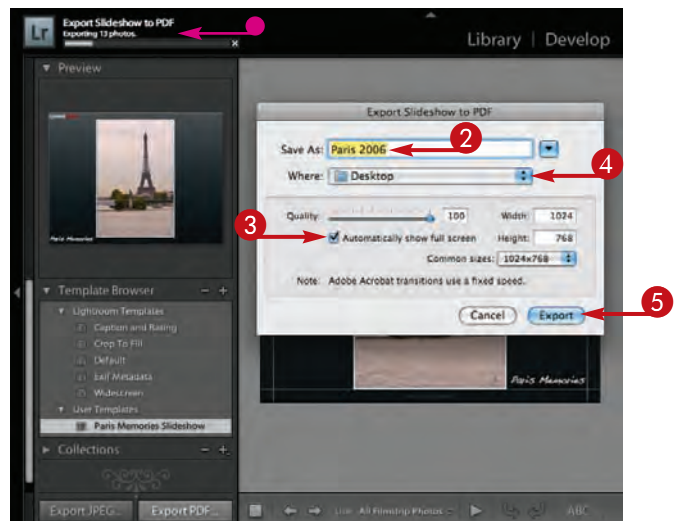 Lr
Export Slideshow to PDF
Exporting 13 photos.
Library | Develop
Preview
Paris Memories
Template Browser
Lightroom Templates
Caption and Rating
Crop To Fill
Default
Exif Metadata
Widescreen
User Templates
Paris Memories Slideshow
Collections
Export JPEG...
Export PDF...
Export Slideshow to PDF
Save As: Paris 2006
2
Where: Desktop
4
3
Quality: 100 Width: 1024
Automatically show full screen Height: 768
Common sizes: 1024x768
Note: Adobe Acrobat transitions use a fixed speed.
Cancel Export
5
Paris Memories
Use: All Filmstrip Photos
ABC